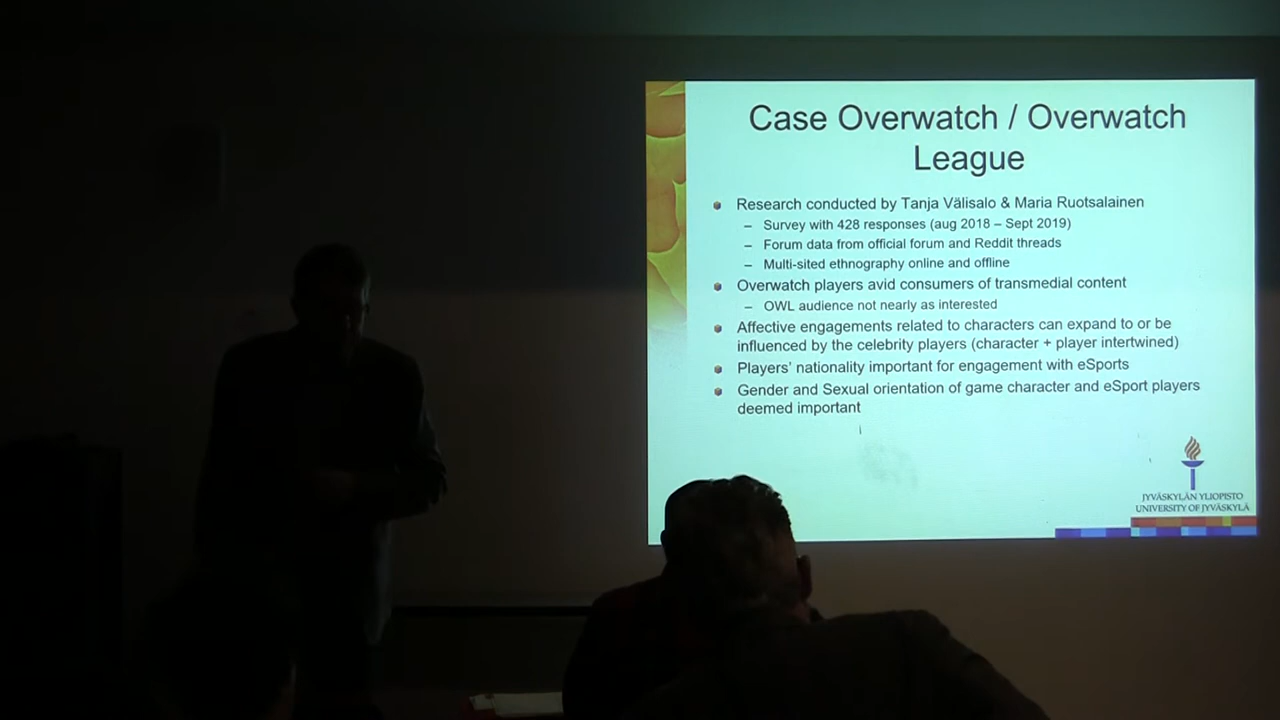 Case Overwatch / Overwatch
League
Research conducted by Tanja Välisalo & Maria Ruotsalainen
– Survey with 428 responses (aug 2018 – Sept 2019)
– Forum data from official forum and Reddit threads
– Multi-sited ethnography online and offline
Overwatch players avid consumers of transmedial content
– OWL audience not nearly as interested
Affective engagements related to characters can expand to or be
influenced by the celebrity players (character + player intertwined)
Players' nationality important for engagement with eSports
Gender and Sexual orientation of game character and eSport players
deemed important
JYVÄSKYLÄN YLIOPISTO
UNIVERSITY OF JYVÄSKYLÄ